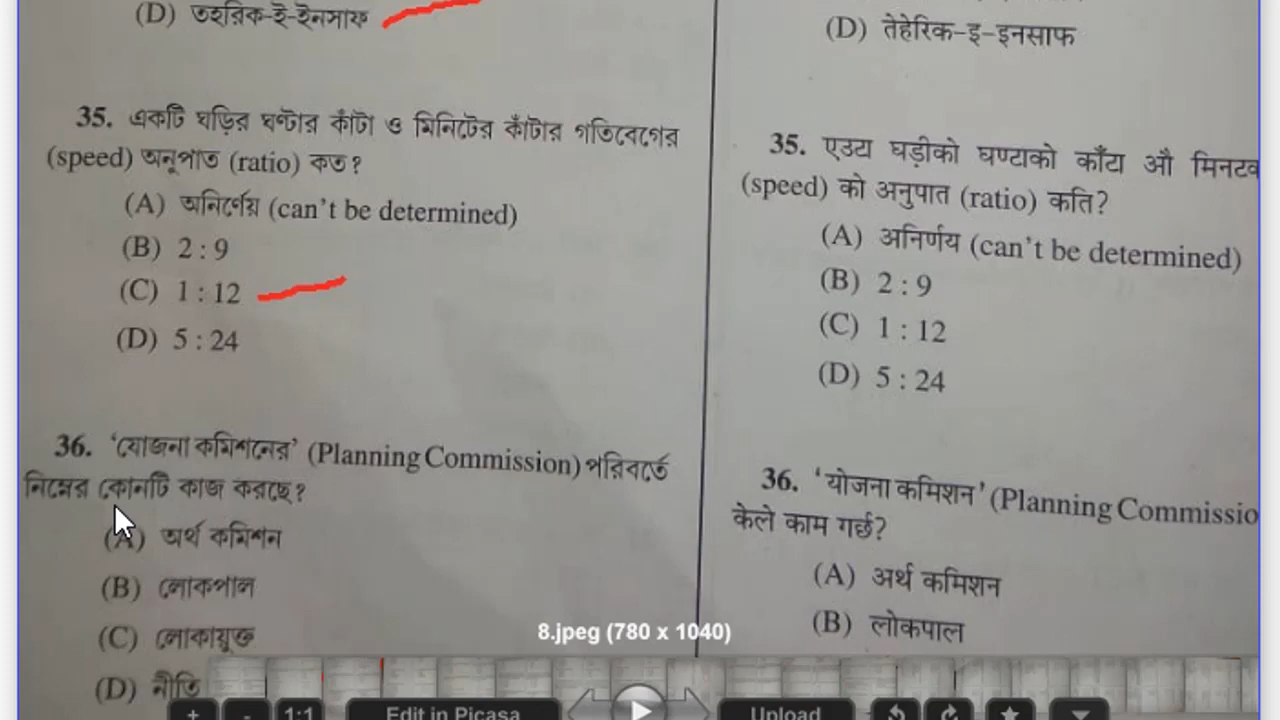 (D) তহরিক-ই-ইনসাফ
35. একটি ঘড়ির ঘণ্টার কাঁটা ও মিনিটের কাঁটার গতিবেগের
(speed) অনুপাত (ratio) কত?
(A) অনির্ণেয় (can't be determined)
(B) 2 : 9
(C) 1 : 12
(D) 5 : 24
36. 'যোজনা কমিশনের' (Planning Commission) পরিবর্তে
নিম্নের কোনটি কাজ করছে?
(A) অর্থ কমিশন
(B) লোকপাল
(C) লোকায়ুক্ত
(D) নীতি
(D) तेहेरिक-इ-इनसाफ
35. एउटा घड़ीको घण्टाको काँटा औ मिनटक
(speed) को अनुपात (ratio) कति?
(A) अनिर्णय (can't be determined)
(B) 2 : 9
(C) 1 : 12
(D) 5 : 24
36. 'योजना कमिशन' (Planning Commissio
केले काम गर्छ?
(A) अर्थ कमिशन
(B) लोकपाल
8.jpeg (780 x 1040)
+ - 1:1 Edit in Picasa Upload